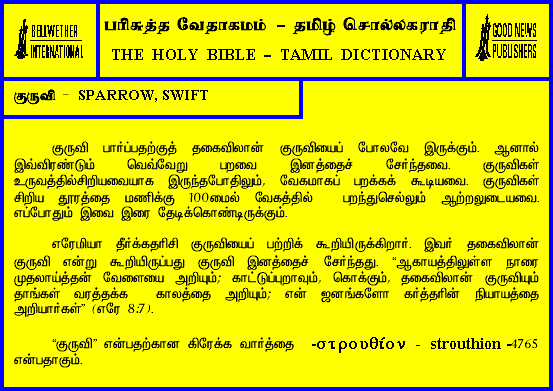 BELLWETHER
INTERNATIONAL
பரிசுத்த வேதாகமம் – தமிழ் சொல்லகராதி
THE HOLY BIBLE – TAMIL DICTIONARY
GOOD NEWS
PUBLISHERS
குருவி – SPARROW, SWIFT
குருவி பார்ப்பதற்குத் தகைவிலான் குருவியைப் போலவே இருக்கும். ஆனால்
இவ்விரண்டும் வெவ்வேறு பறவை இனத்தைச் சேர்ந்தவை. குருவிகள்
உருவத்தில்சிறியவையாக இருந்தபோதிலும், வேகமாகப் பறக்கக் கூடியவை. குருவிகள்
சிறிய தூரத்தை மணிக்கு 100மைல் வேகத்தில் பறந்துசெல்லும் ஆற்றலுடையவை.
எப்போதும் இவை இரை தேடிக்கொண்டிருக்கும்.
எரேமியா தீர்க்கதரிசி குருவியைப் பற்றிக் கூறியிருக்கிறார். இவர் தகைவிலான்
குருவி என்று கூறியிருப்பது குருவி இனத்தைச் சேர்ந்தது. “ஆகாயத்திலுள்ள நாரை
முதலாய்த்தன் வேளையை அறியும்; காட்டுப்புறாவும், கொக்கும், தகைவிலான் குருவியும்
தாங்கள் வரத்தக்க காலத்தை அறியும்; என் ஜனங்களோ கர்த்தரின் நியாயத்தை
அறியார்கள்” (எரே 8:7).
“குருவி” என்பதற்கான கிரேக்க வார்த்தை -στρουθίον - strouthion -4765
என்பதாகும்.